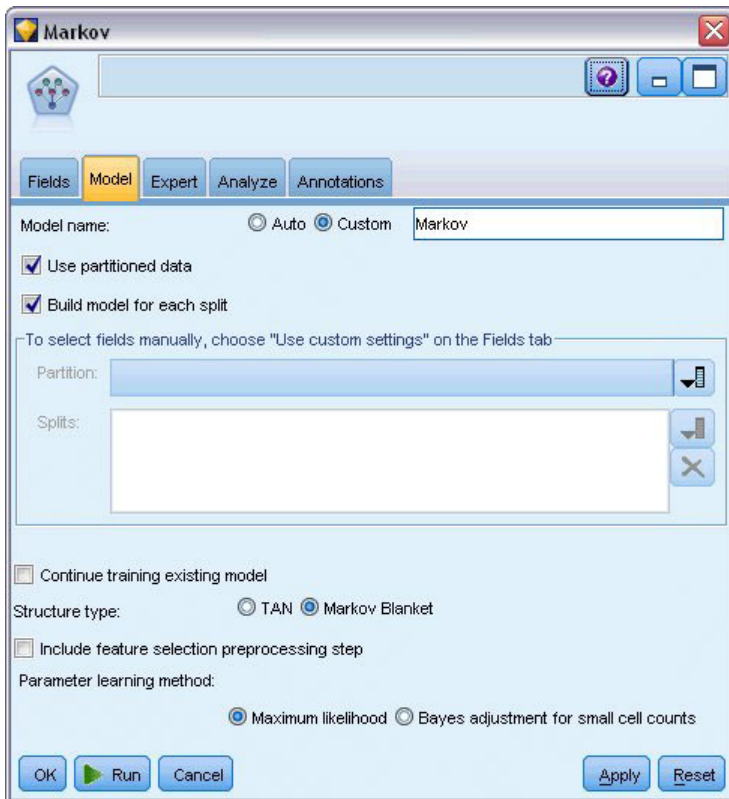 Markov
Fields Model Expert Analyze Annotations
Model name: Auto Custom Markov
Use partitioned data
Build model for each split
To select fields manually, choose "Use custom settings" on the Fields tab
Partition:
Splits:
Continue training existing model
Structure type: TAN Markov Blanket
Include feature selection preprocessing step
Parameter learning method:
Maximum likelihood Bayes adjustment for small cell counts
OK Run Cancel Apply Reset